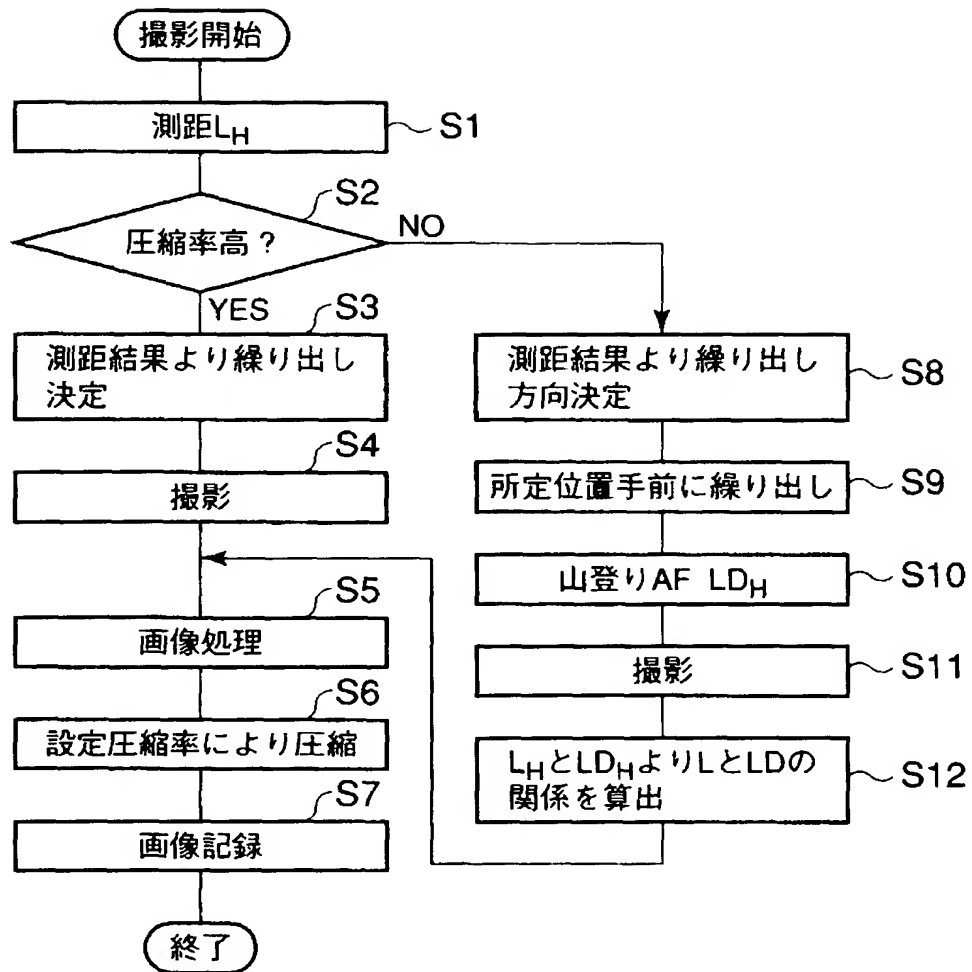 撮影開始
測距LH
S1
S2
圧縮率高?
NO
YES
S3
測距結果より繰り出し
決定
S4
撮影
S5
画像処理
S6
設定圧縮率により圧縮
S7
画像記録
終了
測距結果より繰り出し
方向決定
S8
所定位置手前に繰り出し
S9
山登りAF LDH
S10
撮影
S11
LHとLDHよりLとLDの
関係を算出
S12